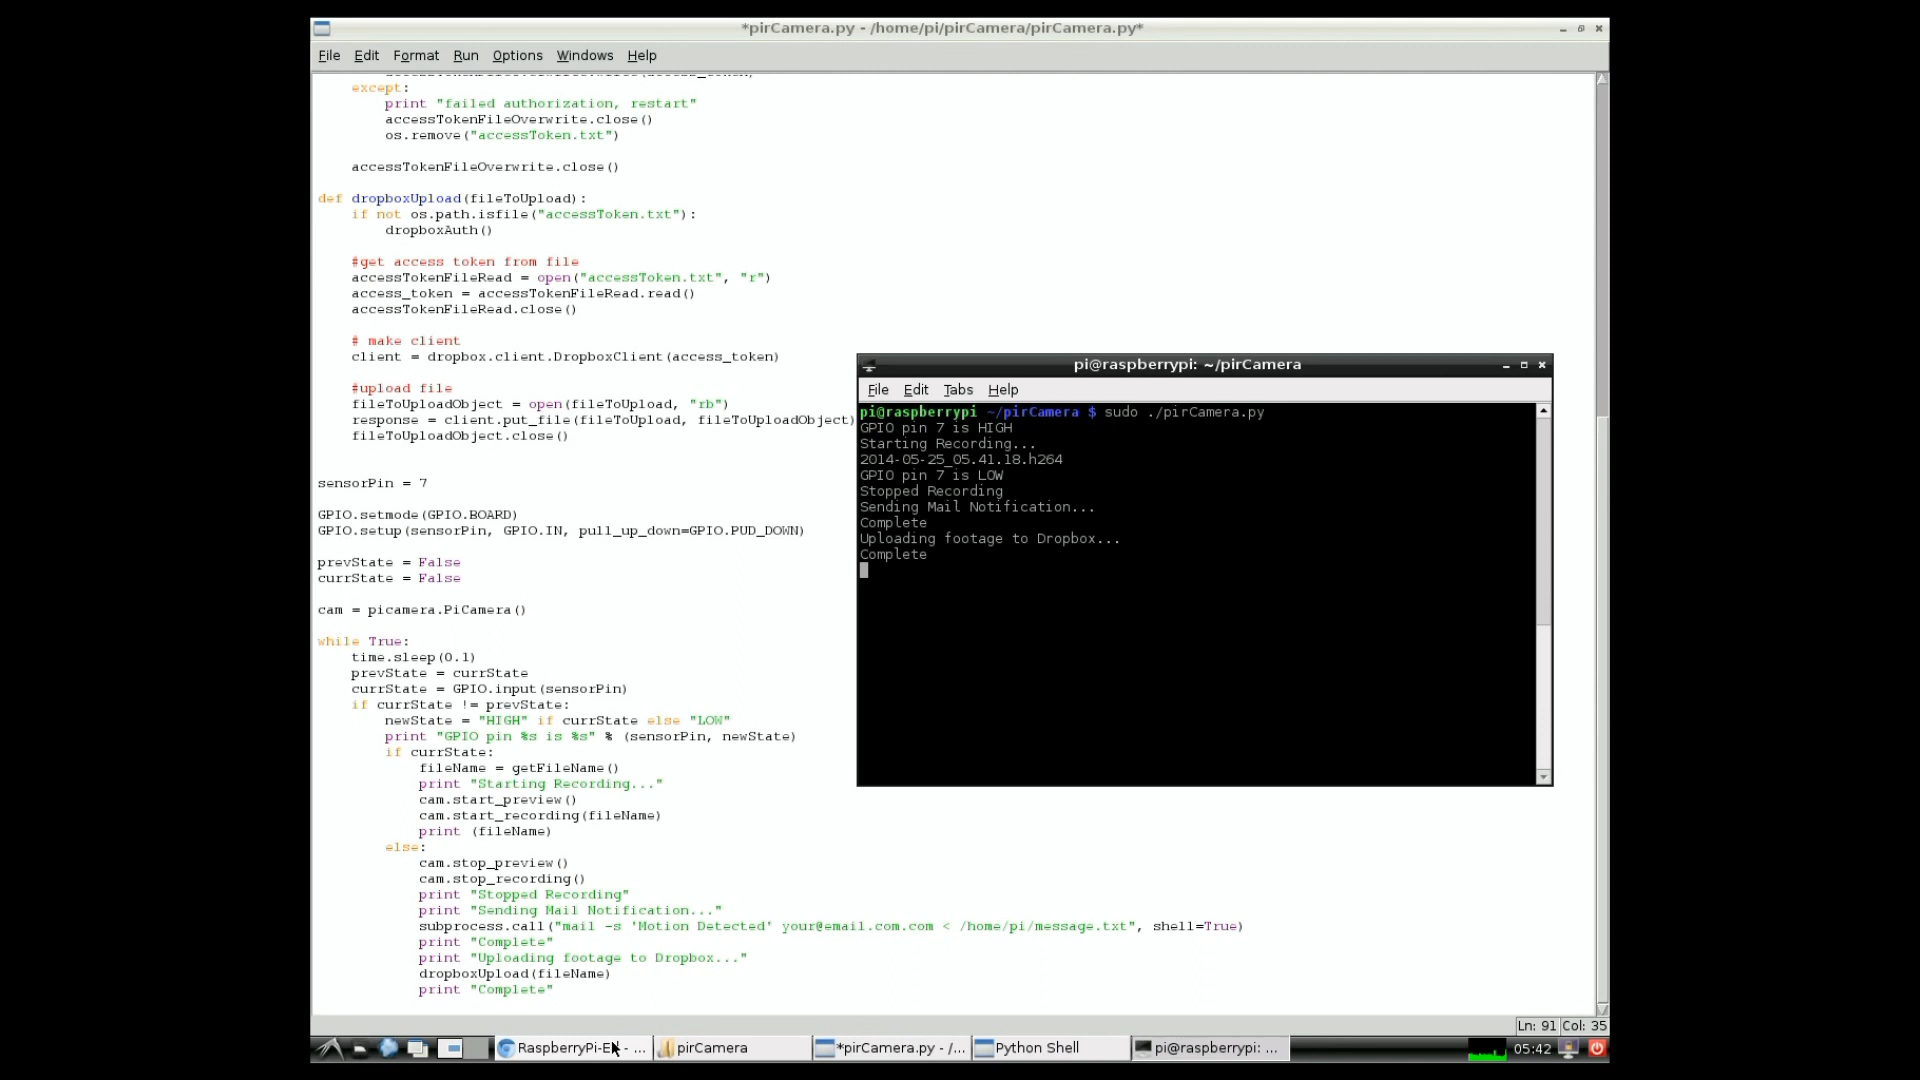 *pirCamera.py - /home/pi/pirCamera/pirCamera.py*
File Edit Format Run Options Windows Help
except:
print "failed authorization, restart"
accessTokenFileOverwrite.close()
os.remove("accessToken.txt")
accessTokenFileOverwrite.close()
def dropboxUpload(fileToUpload):
if not os.path.isfile("accessToken.txt"):
dropboxAuth()
#get access token from file
accessTokenFileRead = open("accessToken.txt", "r")
access_token = accessTokenFileRead.read()
accessTokenFileRead.close()
# make client
client = dropbox.client.DropboxClient(access_token)
#upload file
fileToUploadObject = open(fileToUpload, "rb")
response = client.put_file(fileToUpload, fileToUploadObject)
fileToUploadObject.close()
sensorPin = 7
GPIO.setmode(GPIO.BOARD)
GPIO.setup(sensorPin, GPIO.IN, pull_up_down=GPIO.PUD_DOWN)
prevState = False
currState = False
cam = picamera.PiCamera()
while True:
time.sleep(0.1)
prevState = currState
currState = GPIO.input(sensorPin)
if currState != prevState:
newState = "HIGH" if currState else "LOW"
print "GPIO pin %s is %s" % (sensorPin, newState)
if currState:
fileName = getFileName()
print "Starting Recording..."
cam.start_preview()
cam.start_recording(fileName)
print (fileName)
else:
cam.stop_preview()
cam.stop_recording()
print "Stopped Recording"
print "Sending Mail Notification..."
subprocess.call("mail -s 'Motion Detected' your@email.com.com < /home/pi/message.txt", shell=True)
print "Complete"
print "Uploading footage to Dropbox..."
dropboxUpload(fileName)
print "Complete"
pi@raspberrypi: ~/pirCamera
File Edit Tabs Help
pi@raspberrypi ~/pirCamera $ sudo ./pirCamera.py
GPIO pin 7 is HIGH
Starting Recording...
2014-05-25_05.41.18.h264
GPIO pin 7 is LOW
Stopped Recording
Sending Mail Notification...
Complete
Uploading footage to Dropbox...
Complete
Ln: 91 Col: 35
pirCamera *pirCamera.py - /... Python Shell pi@raspberrypi: ... 05:42